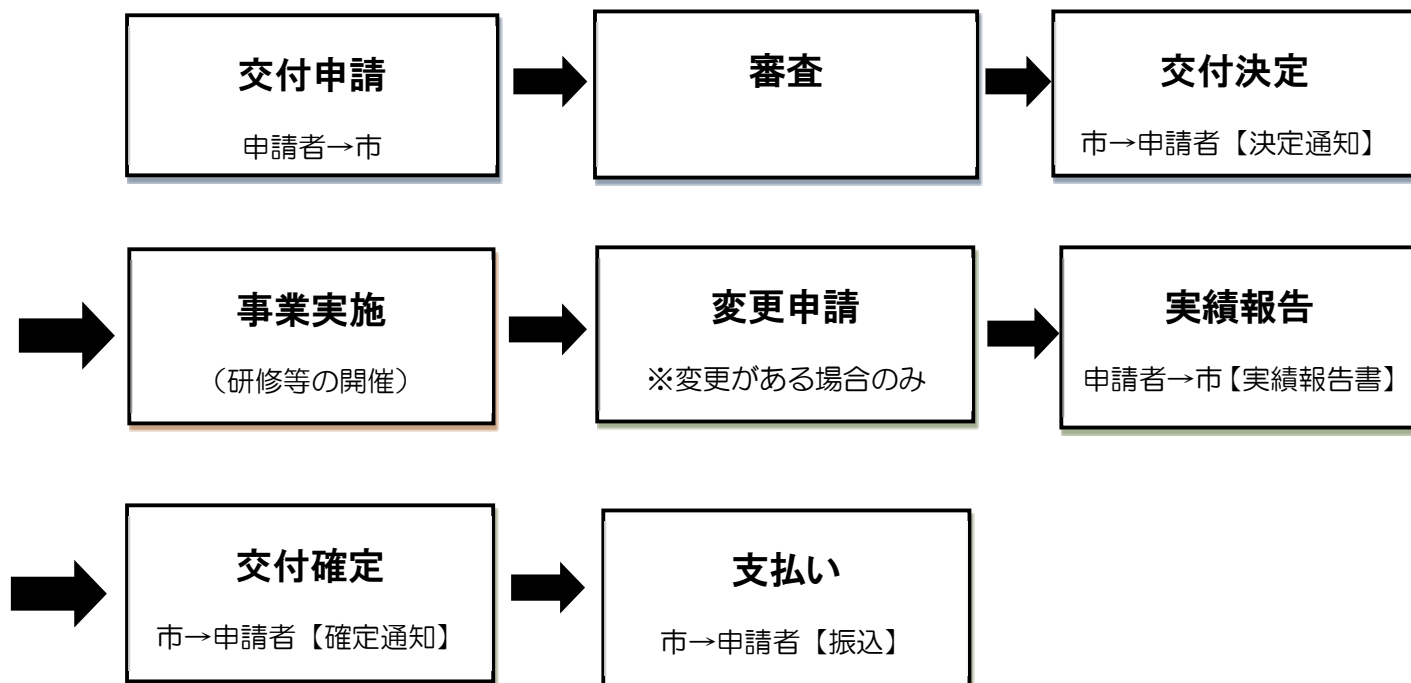 交付申請
申請者→市
審査
交付決定
市→申請者【決定通知】
事業実施
（研修等の開催）
変更申請
※変更がある場合のみ
実績報告
申請者→市【実績報告書】
交付確定
市→申請者【確定通知】
支払い
市→申請者【振込】